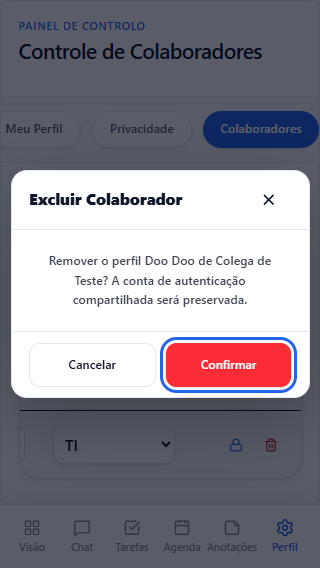 PAINEL DE CONTROLO
Controle de Colaboradores
Meu Perfil
Privacidade
Colaboradores
Excluir Colaborador
Remover o perfil Doo Doo de Colega de
Teste? A conta de autenticação
compartilhada será preservada.
Cancelar
Confirmar
TI
Visão
Chat
Tarefas
Agenda
Anotações
Perfil